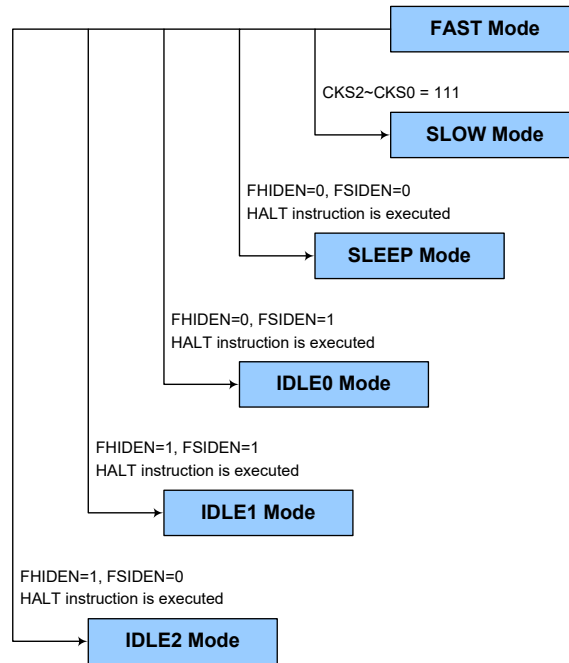 FAST Mode
CKS2~CKS0 = 111
SLOW Mode
FHIDEN=0, FSIDEN=0
HALT instruction is executed
SLEEP Mode
FHIDEN=0, FSIDEN=1
HALT instruction is executed
IDLE0 Mode
FHIDEN=1, FSIDEN=1
HALT instruction is executed
IDLE1 Mode
FHIDEN=1, FSIDEN=0
HALT instruction is executed
IDLE2 Mode